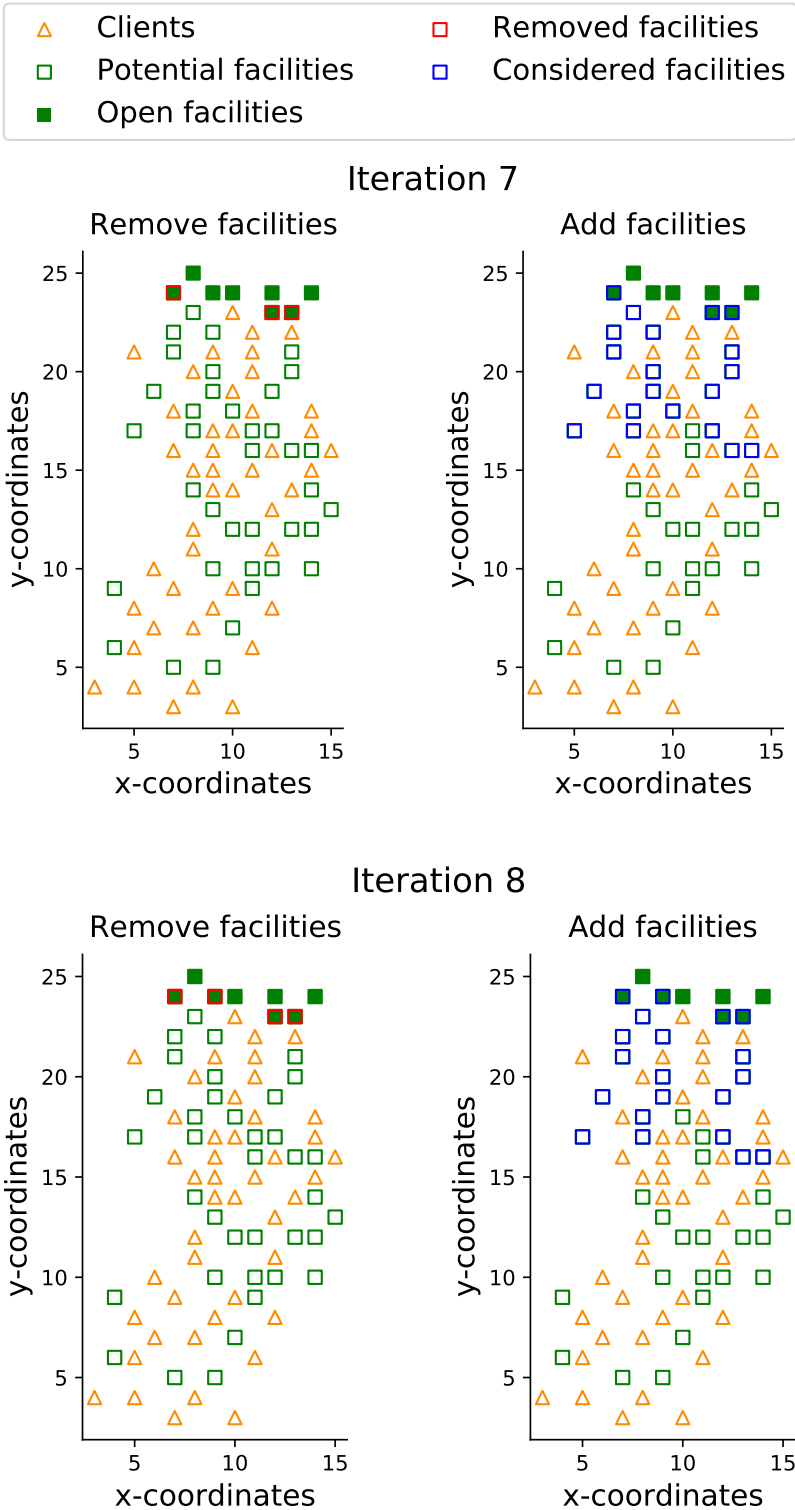 Clients
Removed facilities
Potential facilities
Considered facilities
Open facilities
Iteration 7
Remove facilities
Add facilities
y-coordinates
25
20
15
10
5
5 10 15
x-coordinates
y-coordinates
25
20
15
10
5
5 10 15
x-coordinates
Iteration 8
Remove facilities
Add facilities
y-coordinates
25
20
15
10
5
5 10 15
x-coordinates
y-coordinates
25
20
15
10
5
5 10 15
x-coordinates